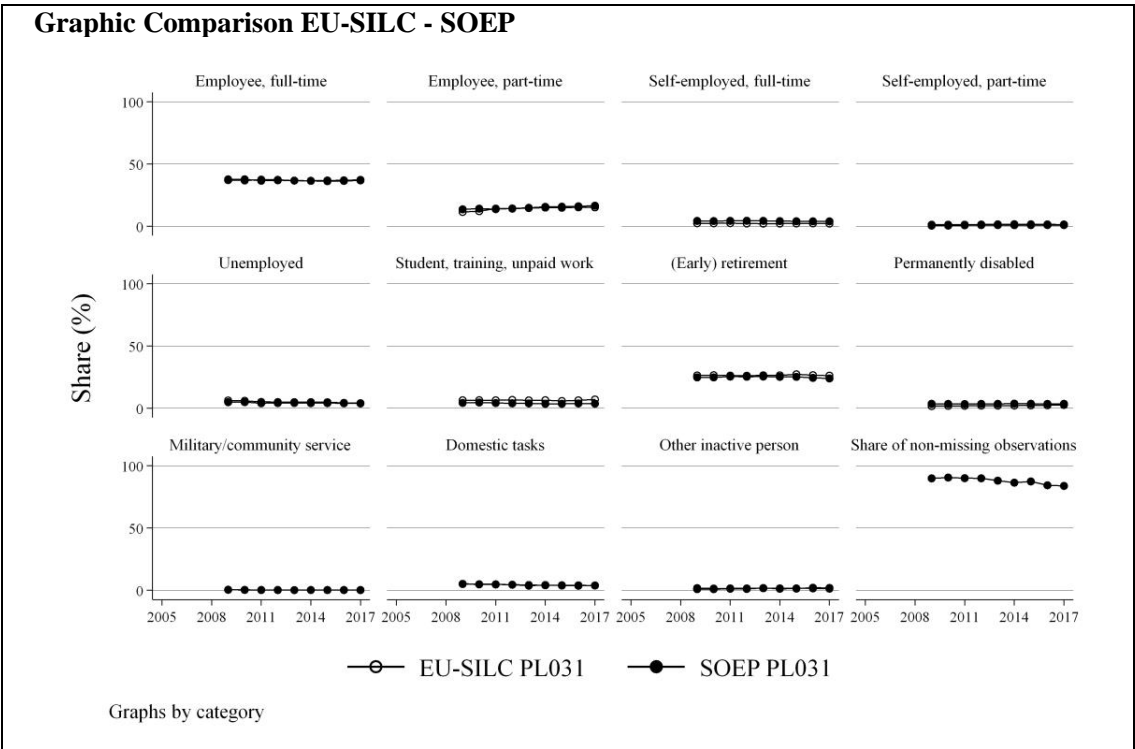 Graphic Comparison EU-SILC - SOEP
Employee, full-time Employee, part-time Self-employed, full-time Self-employed, part-time
100
50
0
Unemployed Student, training, unpaid work (Early) retirement Permanently disabled
100
50
0
Share (%)
Military/community service Domestic tasks Other inactive person Share of non-missing observations
100
50
0
2005 2008 2011 2014 2017 2005 2008 2011 2014 2017 2005 2008 2011 2014 2017 2005 2008 2011 2014 2017
EU-SILC PL031 SOEP PL031
Graphs by category